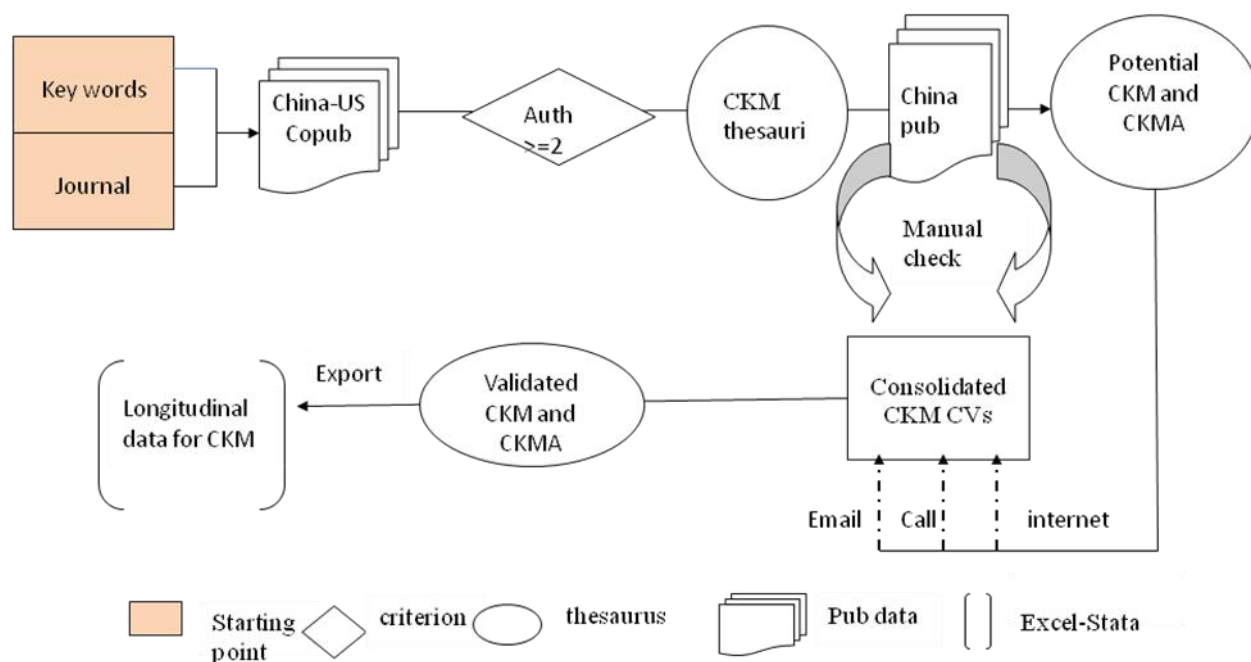 Key words
Journal
China-US
Copub
Auth
>=2
CKM
thesauri
China
pub
Potential
CKM and
CKMA
Manual
check
Consolidated
CKM CVs
Validated
CKM and
CKMA
Export
Longitudinal
data for CKM
Email
Call
internet
Starting
point
criterion
thesaurus
Pub data
Excel-Stata